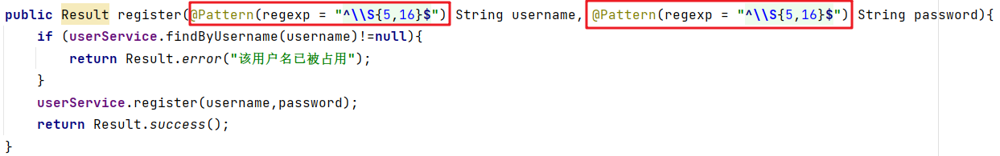 public Result register(@Pattern(regexp = "^\\S{5,16}$") String username, @Pattern(regexp = "^\\S{5,16}$") String password){
if (userService.findByUsername(username)!=null){
return Result.error("该用户名已被占用");
}
userService.register(username,password);
return Result.success();
}